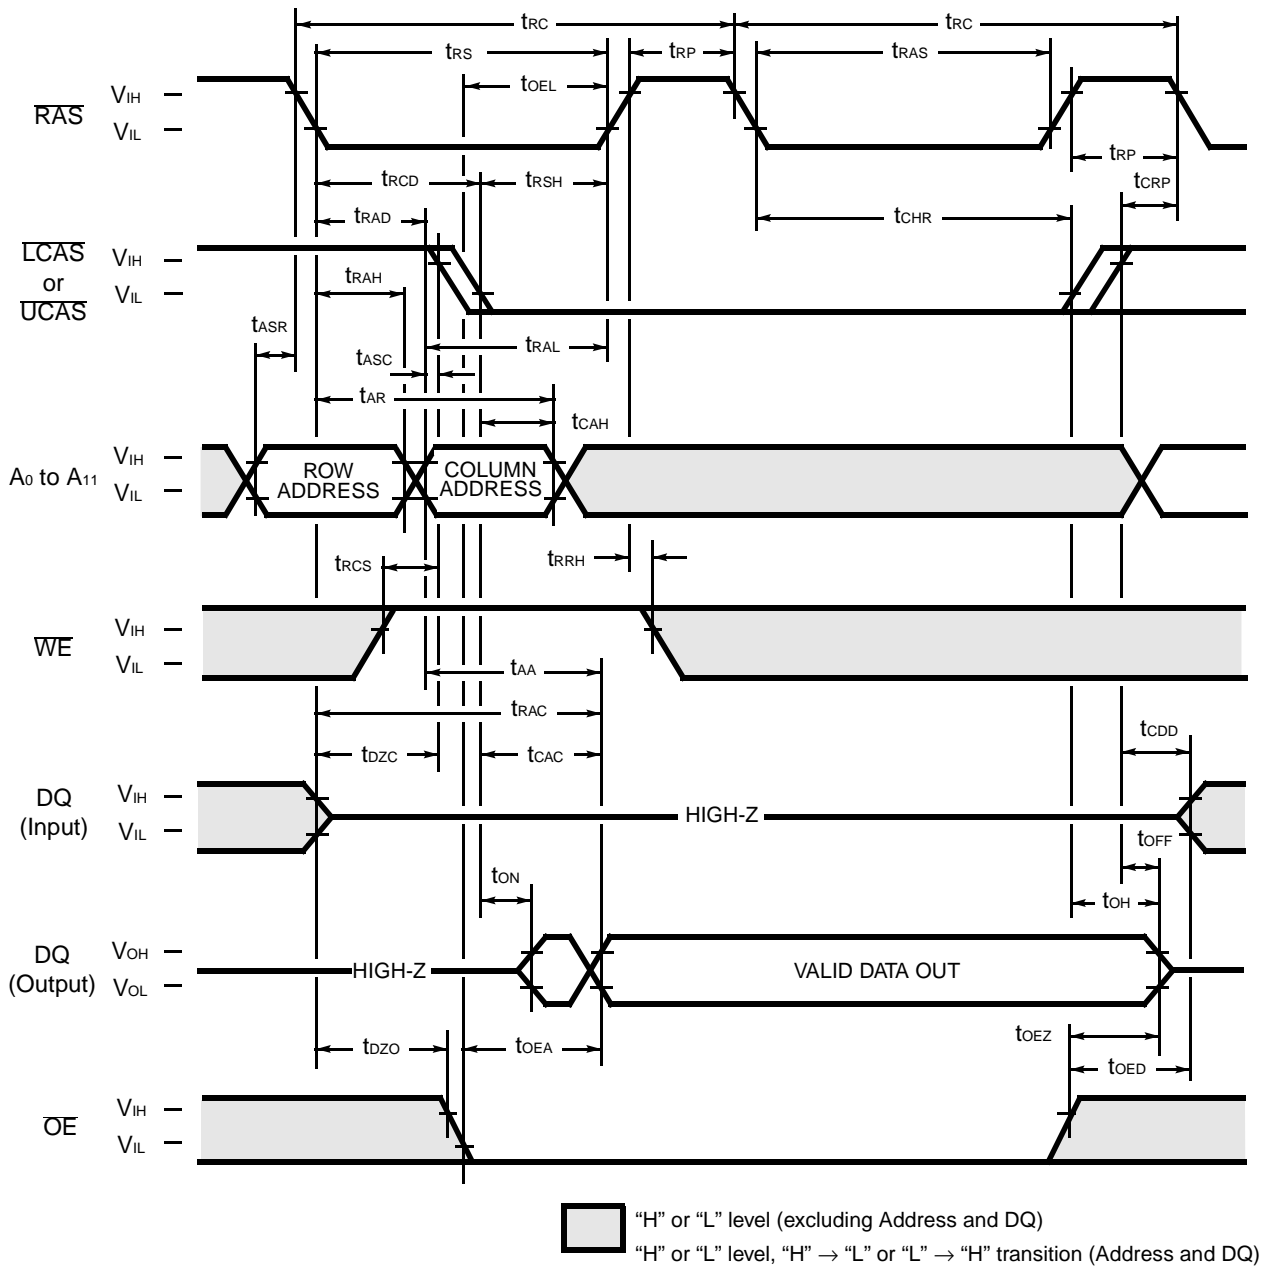 tRC tRC
tRS tRP tRAS
tOEL
RAS VIH
VIL
tRP
tRCD tRSH tCRP
tRAD tCHR
LCAS or UCAS VIH
VIL
tRAH
tASR
tRAL
tASC
tAR
tCAH
A0 to A11 VIH
VIL
ROW ADDRESS COLUMN ADDRESS
tRCS tRRH
WE VIH
VIL
tAA
tRAC
tCDD
tDZC tCAC
DQ (Input) VIH
VIL
HIGH-Z
tOFF
tON
tOH
DQ (Output) VOH
VOL
HIGH-Z VALID DATA OUT
tOEZ
tDZO tOEA
tOED
OE VIH
VIL
“H” or “L” level (excluding Address and DQ)
“H” or “L” level, “H” → “L” or “L” → “H” transition (Address and DQ)